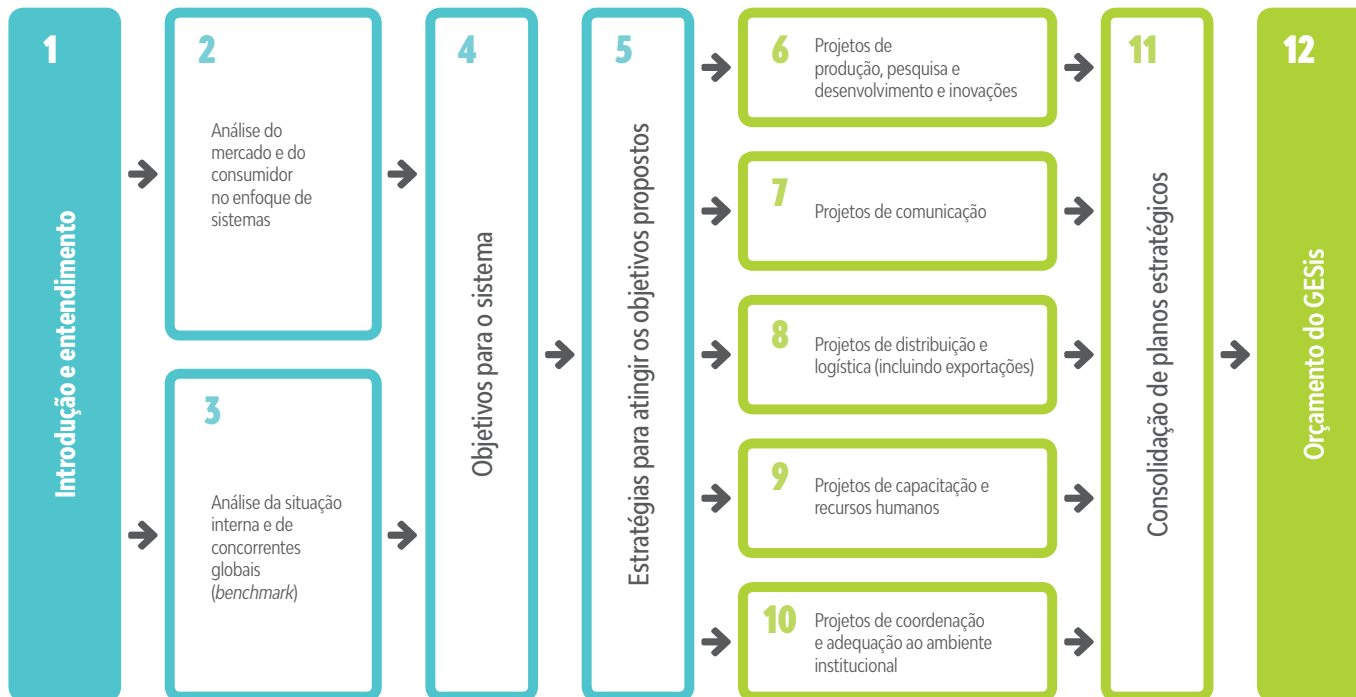 1
Introdução e entendimento
2
Análise do
mercado e do
consumidor
no enfoque de
sistemas
3
Análise da situação
interna e de
concorrentes
globais
(benchmark)
4
Objetivos para o sistema
5
Estratégias para atingir os objetivos propostos
6
Projetos de
produção, pesquisa e
desenvolvimento e inovações
7
Projetos de comunicação
8
Projetos de distribuição e
logística (incluindo exportações)
9
Projetos de capacitação e
recursos humanos
10
Projetos de coordenação
e adequação ao ambiente
institucional
11
Consolidação de planos estratégicos
12
Orçamento do GESis